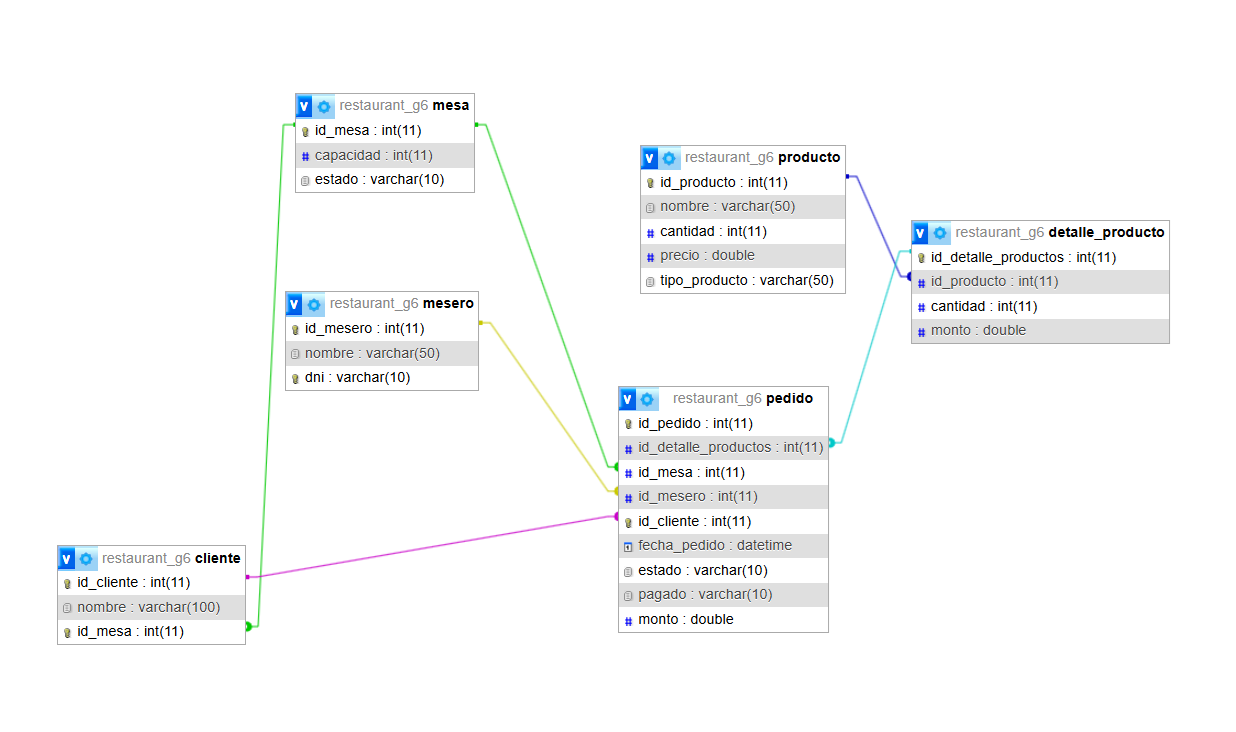 restaurant_g6 mesa
id_mesa : int(11)
capacidad : int(11)
estado : varchar(10)
restaurant_g6 producto
id_producto : int(11)
nombre : varchar(50)
cantidad : int(11)
precio : double
tipo_producto : varchar(50)
restaurant_g6 detalle_producto
id_detalle_productos : int(11)
id_producto : int(11)
cantidad : int(11)
monto : double
restaurant_g6 mesero
id_mesero : int(11)
nombre : varchar(50)
dni : varchar(10)
restaurant_g6 pedido
id_pedido : int(11)
id_detalle_productos : int(11)
id_mesa : int(11)
id_mesero : int(11)
id_cliente : int(11)
fecha_pedido : datetime
estado : varchar(10)
pagado : varchar(10)
monto : double
restaurant_g6 cliente
id_cliente : int(11)
nombre : varchar(100)
id_mesa : int(11)